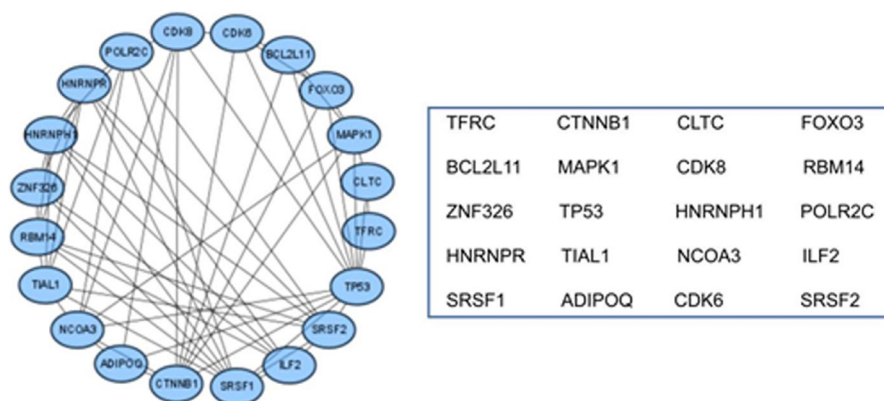 CDK8
CDK6
POLR2C
BCL2L11
HNRNPR
FOXO3
HNRNPH1
MAPK1
ZNF326
CLTC
RBM14
TFRC
TIAL1
TP53
NCOA3
SRSF2
ADIPOQ
ILF2
CTNNB1
SRSF1
TFRC CTNNB1 CLTC FOXO3
BCL2L11 MAPK1 CDK8 RBM14
ZNF326 TP53 HNRNPH1 POLR2C
HNRNPR TIAL1 NCOA3 ILF2
SRSF1 ADIPOQ CDK6 SRSF2